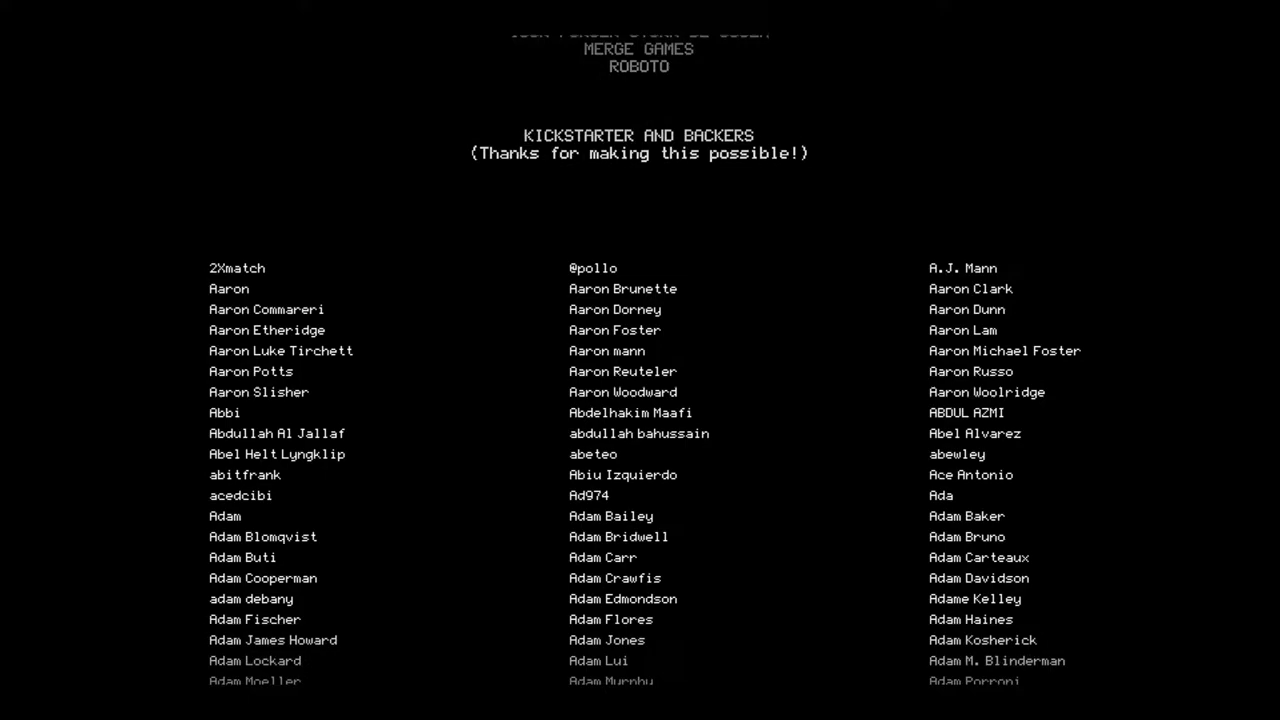 MERGE GAMES
ROBOTO
KICKSTARTER AND BACKERS
(Thanks for making this possible!)
2Xmatch @pollo A.J. Mann
Aaron Aaron Brunette Aaron Clark
Aaron Commareri Aaron Dorney Aaron Dunn
Aaron Etheridge Aaron Foster Aaron Lam
Aaron Luke Tirchett Aaron mann Aaron Michael Foster
Aaron Potts Aaron Reuteler Aaron Russo
Aaron Slisher Aaron Woodward Aaron Woolridge
Abbi Abdelhakim Maafi ABDUL AZMI
Abdullah Al Jallaf abdullah bahussain Abel Alvarez
Abel Helt Lyngklip abeteo abewley
abitfrank Abiu Izquierdo Ace Antonio
acedcibi Ad974 Ada
Adam Adam Bailey Adam Baker
Adam Blomqvist Adam Bridwell Adam Bruno
Adam Buti Adam Carr Adam Carteaux
Adam Cooperman Adam Crawfis Adam Davidson
adam debany Adam Edmondson Adame Kelley
Adam Fischer Adam Flores Adam Haines
Adam James Howard Adam Jones Adam Kosherick
Adam Lockard Adam Lui Adam M. Blinderman
Adam Moeller Adam Murphy Adam Porroni